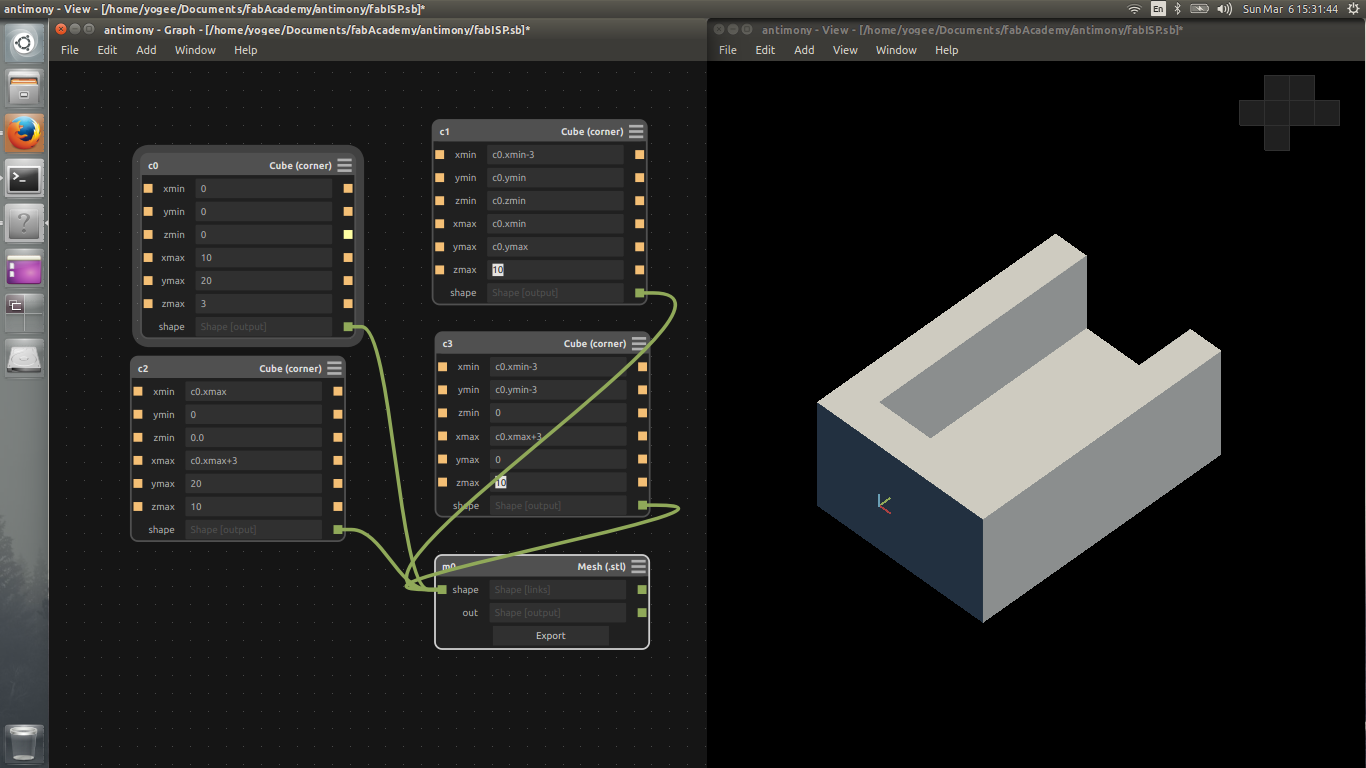 antimony - View - [/home/yogee/Documents/fabAcademy/antimony/fabISP.sb]*
En
Sun Mar 6 15:31:44
antimony - Graph - [/home/yogee/Documents/fabAcademy/antimony/fabISP.sb]*
File Edit Add Window Help
c0 Cube (corner)
xmin 0
ymin 0
zmin 0
xmax 10
ymax 20
zmax 3
shape Shape [output]
c2 Cube (corner)
xmin c0.xmax
ymin 0
zmin 0.0
xmax c0.xmax+3
ymax 20
zmax 10
shape Shape [output]
c1 Cube (corner)
xmin c0.xmin-3
ymin c0.ymin
zmin c0.zmin
xmax c0.xmin
ymax c0.ymax
zmax 10
shape Shape [output]
c3 Cube (corner)
xmin c0.xmin-3
ymin c0.ymin-3
zmin 0
xmax c0.xmax+3
ymax 0
zmax 10
shape Shape [output]
m0 Mesh (.stl)
shape Shape [links]
out Shape [output]
Export
antimony - View - [/home/yogee/Documents/fabAcademy/antimony/fabISP.sb]*
File Edit Add View Window Help